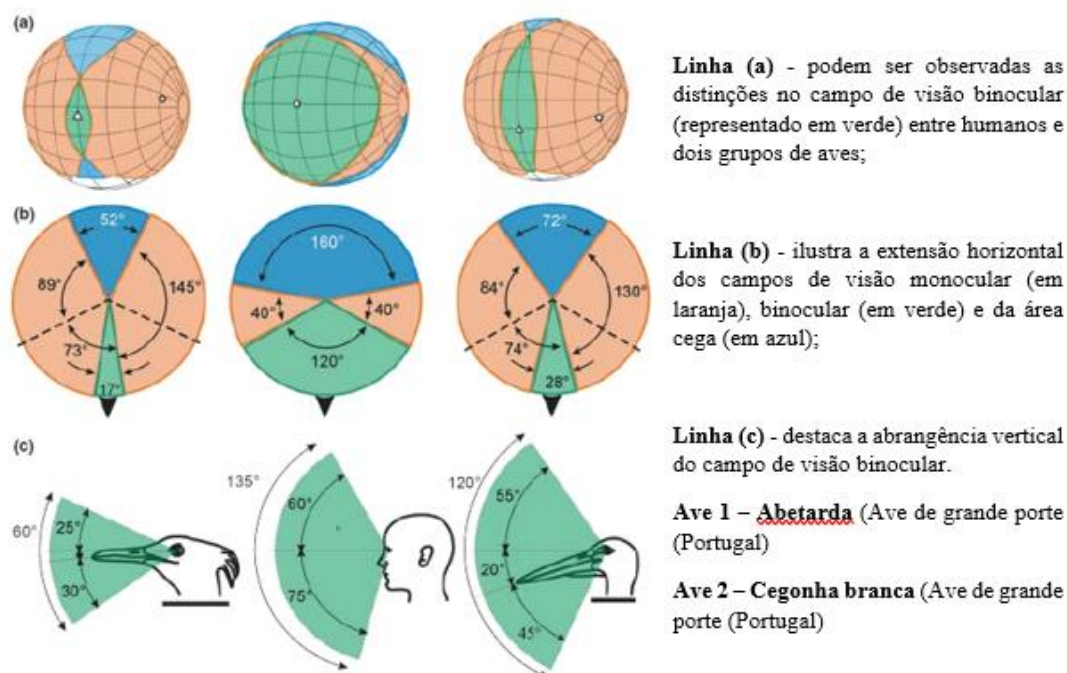 (a)
Linha (a) - podem ser observadas as
distinções no campo de visão binocular
(representado em verde) entre humanos e
dois grupos de aves;
(b)
52°
89°
145°
73°
17°
160°
40°
40°
120°
72°
84°
130°
74°
28°
Linha (b) - ilustra a extensão horizontal
dos campos de visão monocular (em
laranja), binocular (em verde) e da área
cega (em azul);
(c)
60°
25°
30°
135°
60°
75°
120°
55°
20°
45°
Linha (c) - destaca a abrangência vertical
do campo de visão binocular.
Ave 1 – Abetarda (Ave de grande porte
(Portugal)
Ave 2 – Cegonha branca (Ave de grande
porte (Portugal)